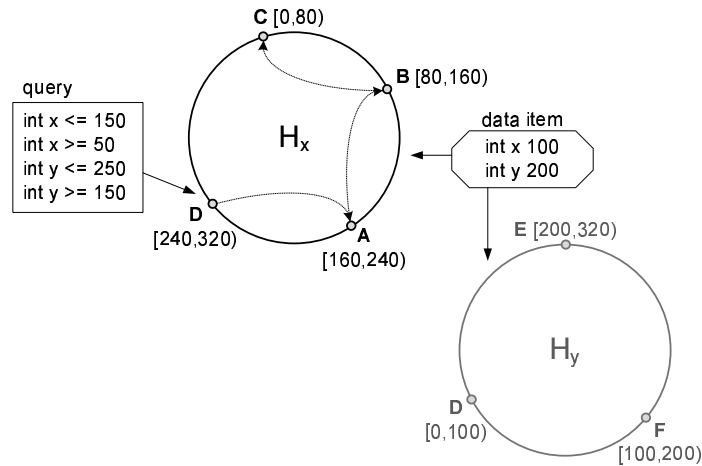 C [0,80)
query
int x <= 150
int x >= 50
int y <= 250
int y >= 150
B [80,160)
Hx
data item
int x 100
int y 200
D
[240,320)
A
[160,240)
E [200,320)
Hy
D
[0,100)
F
[100,200)